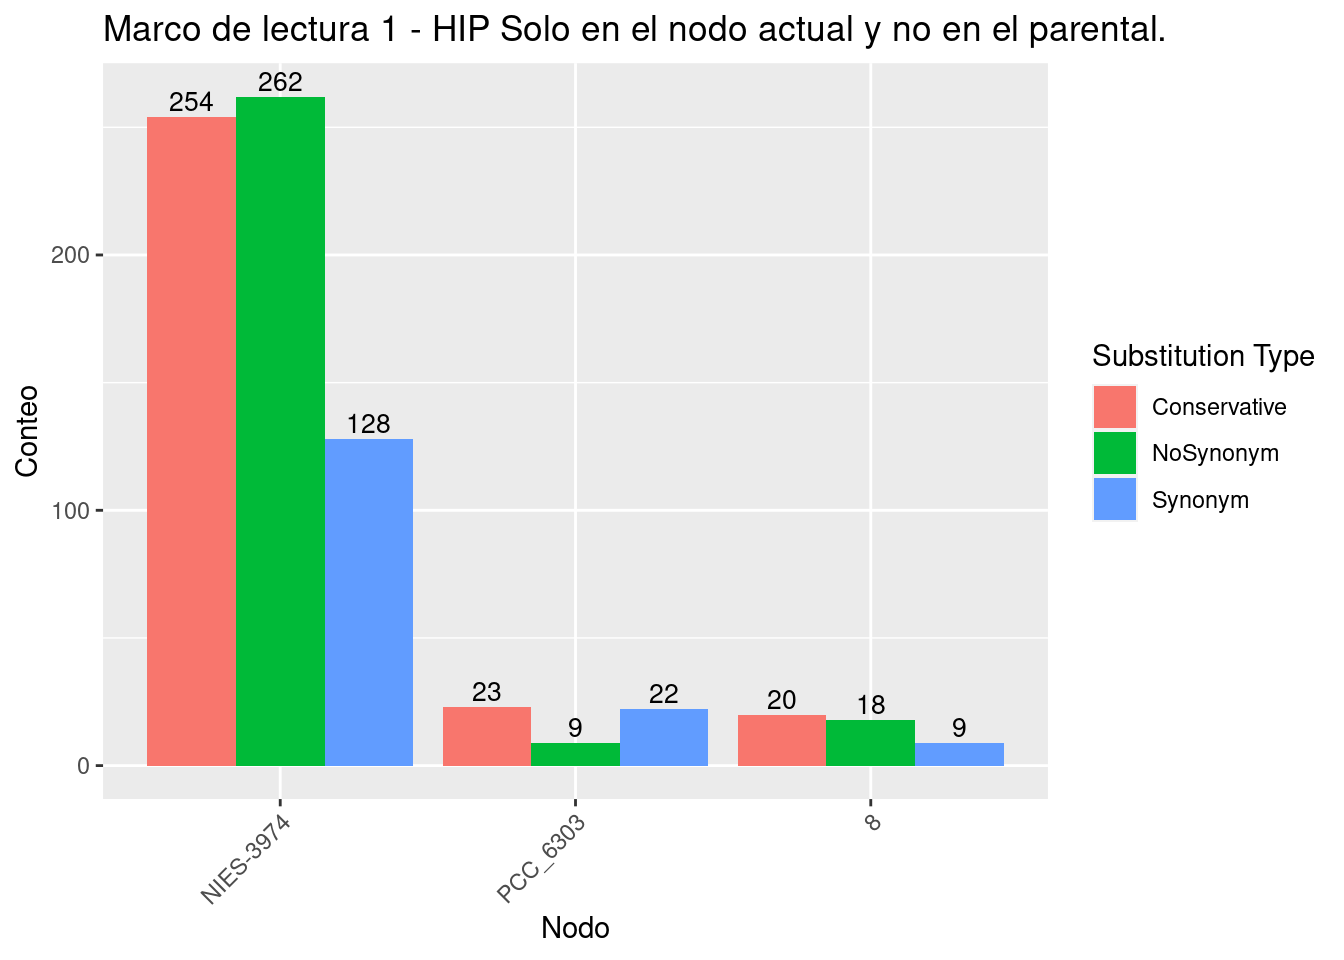 Marco de lectura 1 - HIP Solo en el nodo actual y no en el parental.
254
262
128
23
9
22
20
18
9
200
100
0
Conteo
NIES-3974
PCC_6303
8
Nodo
Substitution Type
Conservative
NoSynonym
Synonym